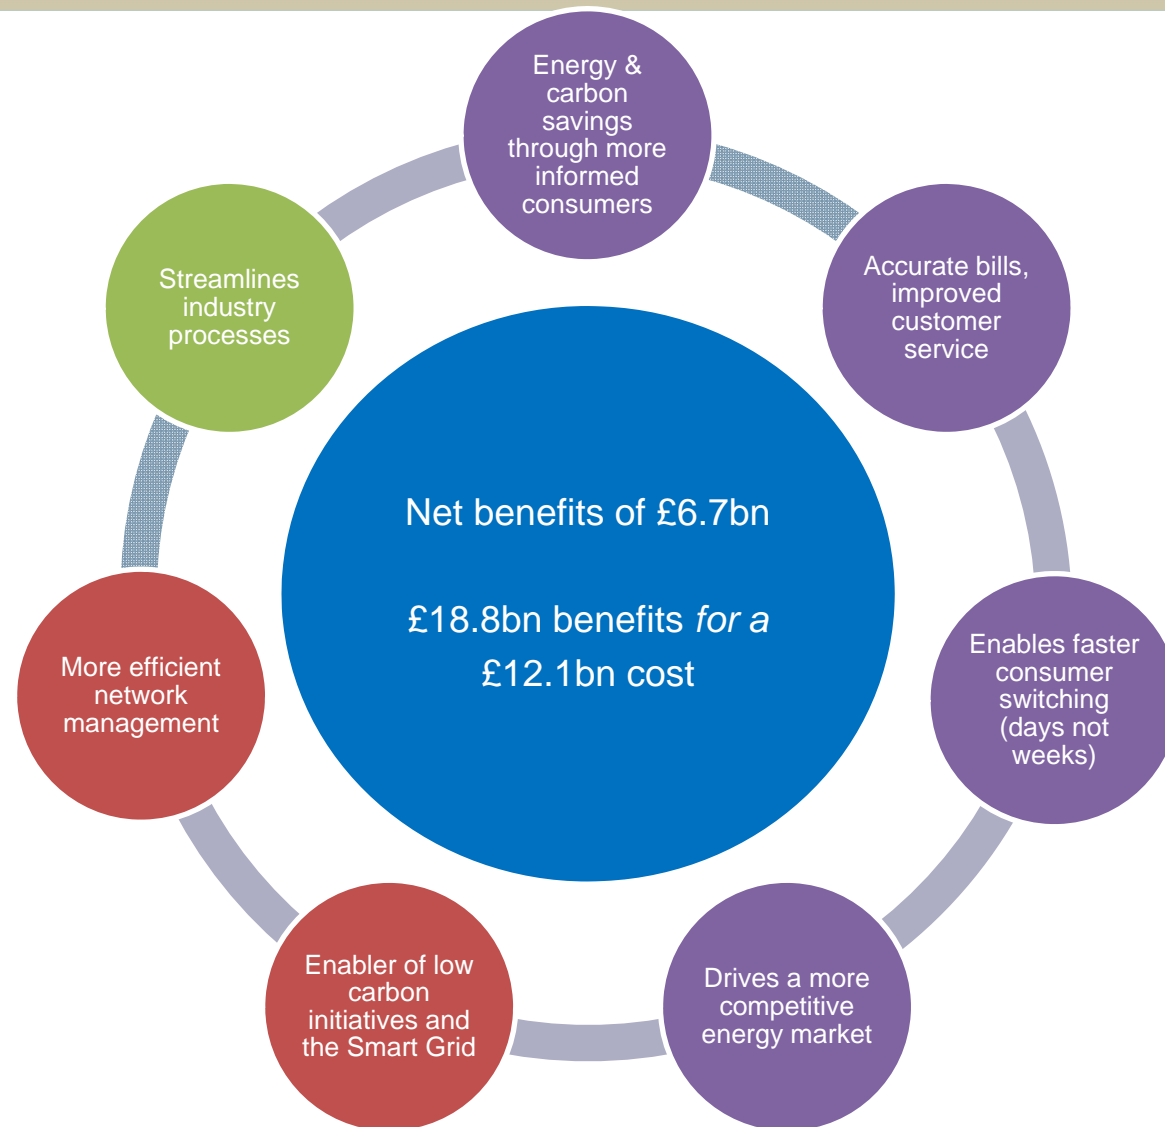 Energy &
carbon
savings
through more
informed
consumers
Accurate bills,
improved
customer
service
Enables faster
consumer
switching
(days not
weeks)
Drives a more
competitive
energy market
Enabler of low
carbon
initiatives and
the Smart Grid
More efficient
network
management
Streamlines
industry
processes
Net benefits of £6.7bn
£18.8bn benefits for a
£12.1bn cost